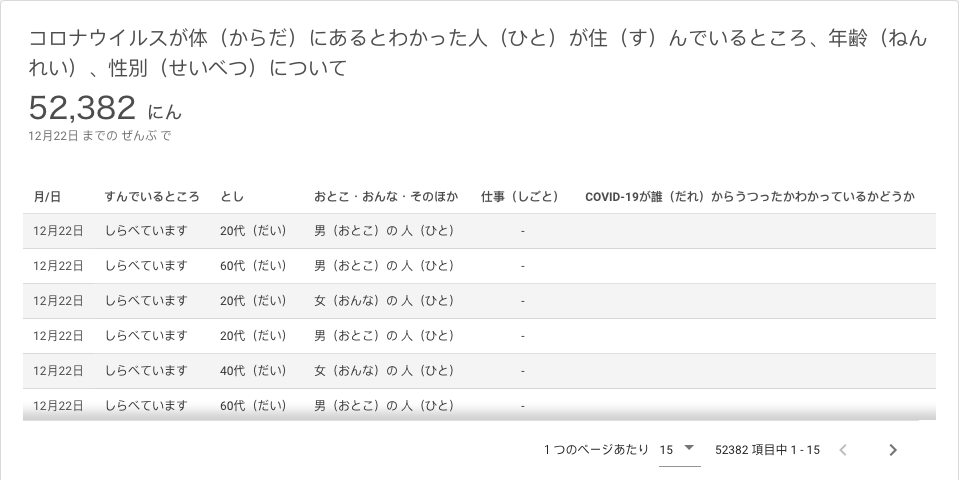 コロナウイルスが体（からだ）にあるとわかった人（ひと）が住（す）んでいるところ、年齢（ねん
れい）、性別（せいべつ）について
52,382 にん
12月22日 までの ぜんぶ で
月/日 すんでいるところ とし おとこ・おんな・そのほか 仕事（しごと） COVID-19が誰（だれ）からうつったかわかっているかどうか
12月22日 しらべています 20代（だい） 男（おとこ）の 人（ひと） -
12月22日 しらべています 60代（だい） 男（おとこ）の 人（ひと） -
12月22日 しらべています 20代（だい） 女（おんな）の 人（ひと） -
12月22日 しらべています 20代（だい） 男（おとこ）の 人（ひと） -
12月22日 しらべています 40代（だい） 女（おんな）の 人（ひと） -
12月22日 しらべています 60代（だい） 男（おとこ）の 人（ひと） -
1 つのページあたり 15 52382 項目中 1 - 15